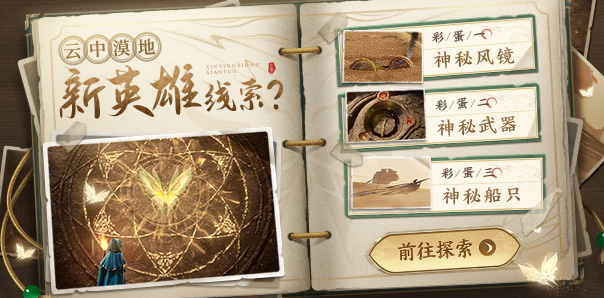 云中漠地
新英雄线索?
XINYINGXIONG
XIANSUO
彩/蛋/一
神秘风镜
彩/蛋/二
神秘武器
彩/蛋/三
神秘船只
前往探索